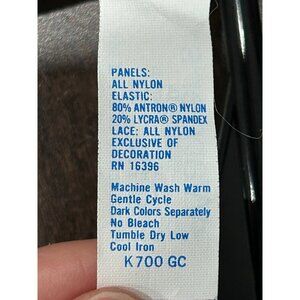 PANELS:
ALL NYLON
ELASTIC:
80% ANTRON® NYLON
20% LYCRA® SPANDEX
LACE: ALL NYLON
EXCLUSIVE OF
DECORATION
RN 16396
Machine Wash Warm
Gentle Cycle
Dark Colors Separately
No Bleach
Tumble Dry Low
Cool Iron
K700 GC